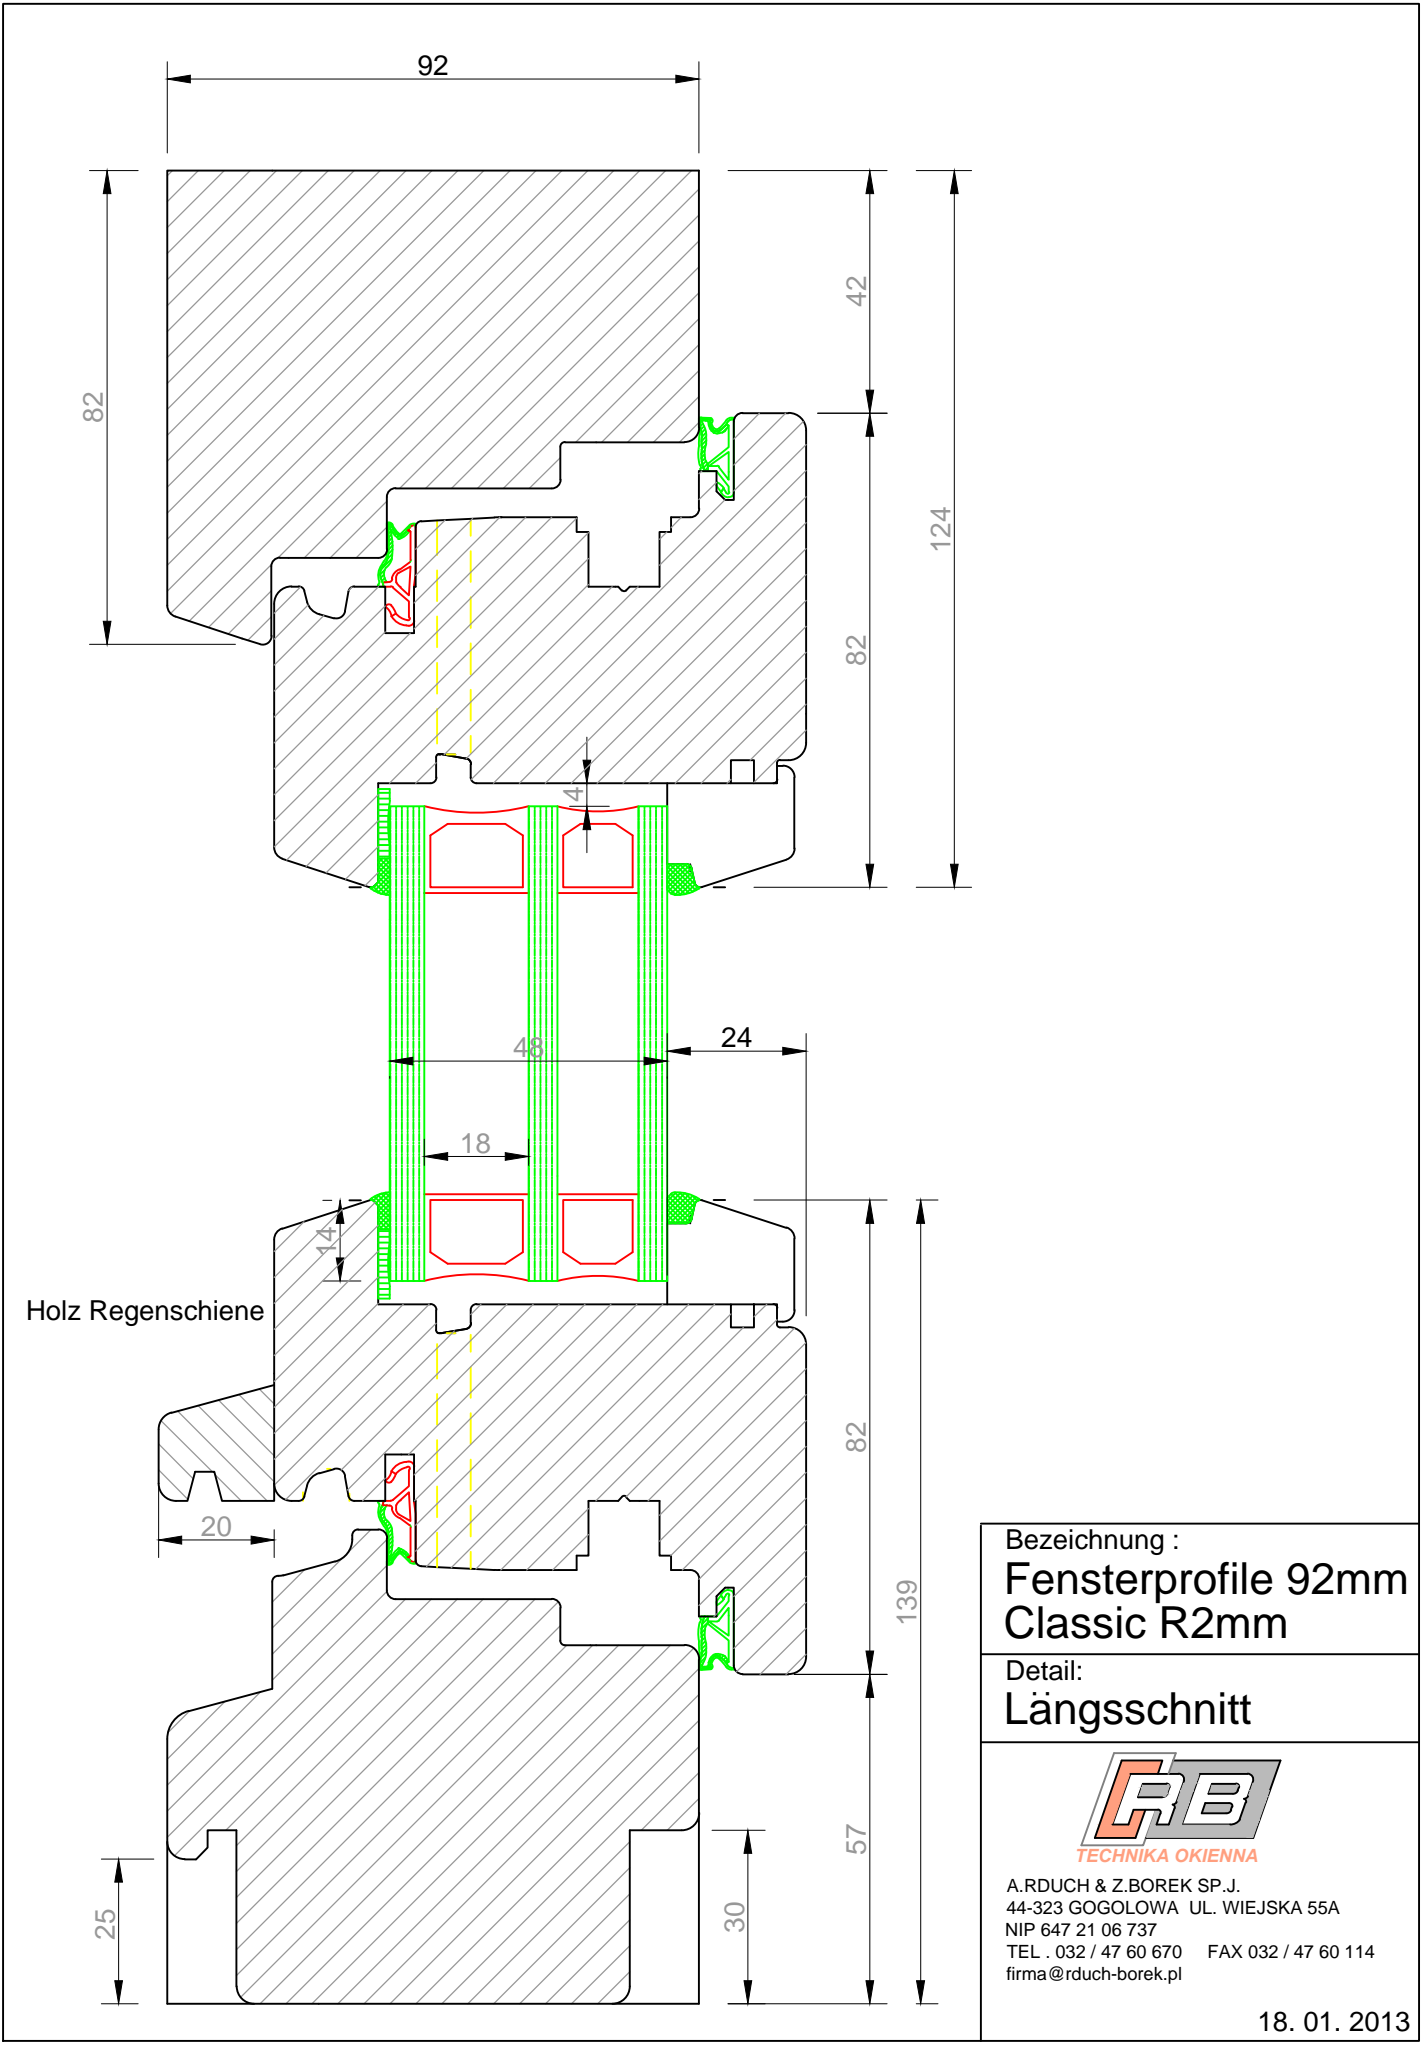 92
82
42
124
82
4
48
24
18
14
Holz Regenschiene
20
82
139
57
30
25
Bezeichnung :
Fensterprofile 92mm
Classic R2mm
Detail:
Längsschnitt
RB
TECHNIKA OKIENNA
A.RDUCH & Z.BOREK SP.J.
44-323 GOGOLOWA UL. WIEJSKA 55A
NIP 647 21 06 737
TEL . 032 / 47 60 670 FAX 032 / 47 60 114
firma@rduch-borek.pl
18. 01. 2013